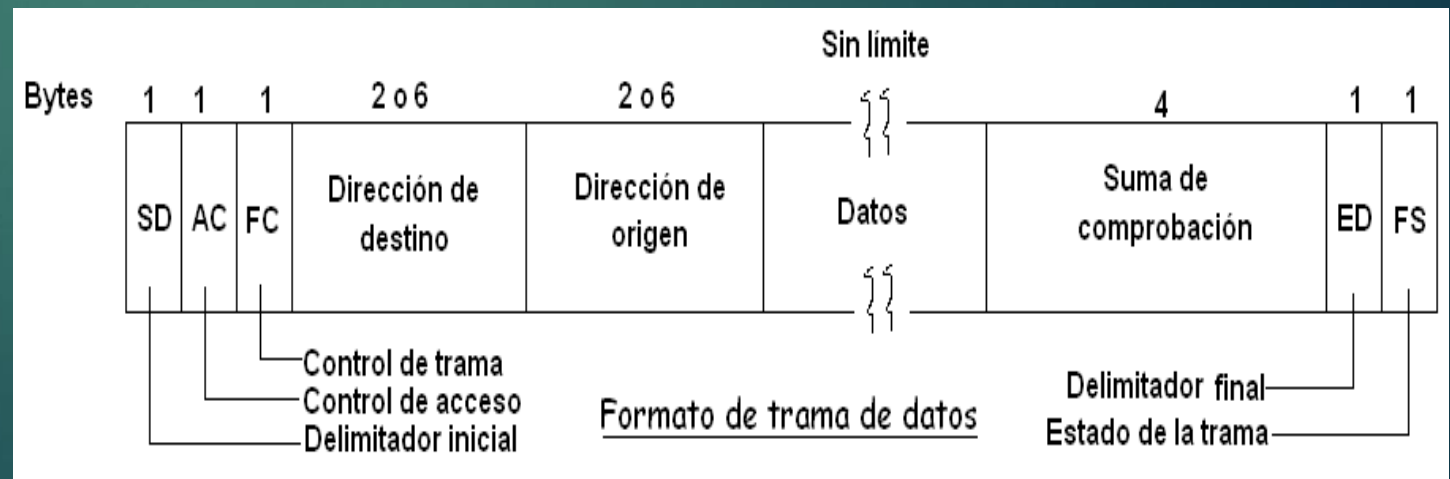 Sin límite
Bytes 1 1 1 2 o 6 2 o 6 4 1 1
SD AC FC Dirección de destino Dirección de origen Datos Suma de comprobación ED FS
Control de trama
Control de acceso
Delimitador inicial
Formato de trama de datos
Delimitador final
Estado de la trama